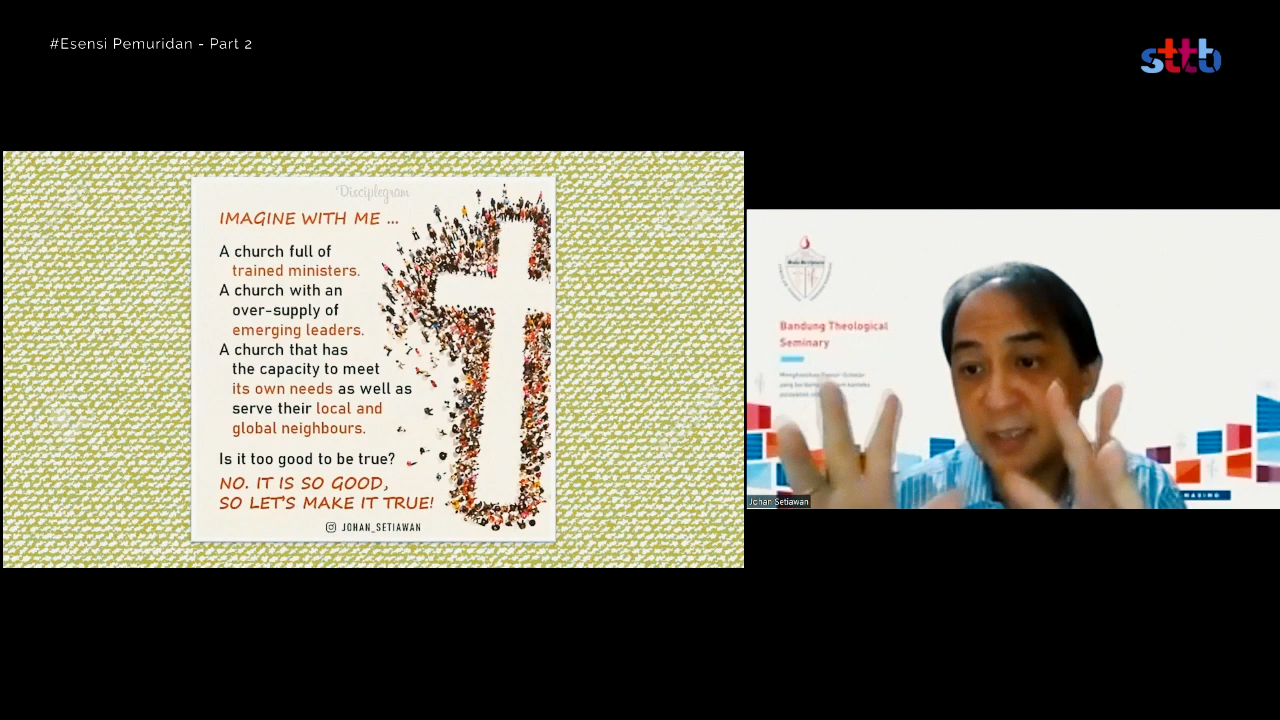 #Esensi Pemuridan - Part 2
sttb
Disciplegram
IMAGINE WITH ME ...
A church full of
trained ministers.
A church with an
over-supply of
emerging leaders.
A church that has
the capacity to meet
its own needs as well as
serve their local and
global neighbours.
Is it too good to be true?
NO. IT IS SO GOOD,
SO LET'S MAKE IT TRUE!
JOHAN_SETIAWAN
Bandung Theological
Seminary
Johan Setiawan